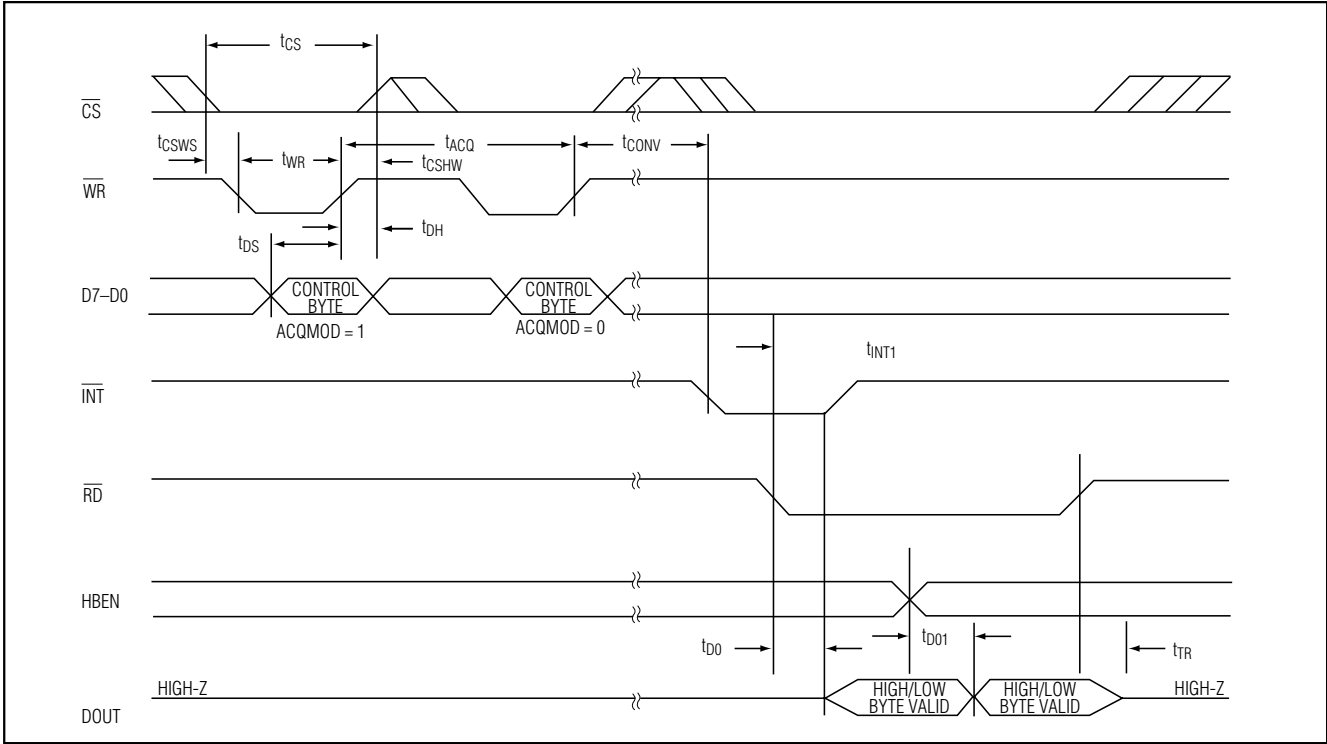 tCS
CS
tCSWS
tWR
tACQ
tCSHW
tCONV
WR
tDS
tDH
D7–D0
CONTROL
BYTE
ACQMOD = 1
CONTROL
BYTE
ACQMOD = 0
tINT1
INT
RD
HBEN
tD0
tD01
tTR
HIGH-Z
HIGH/LOW
BYTE VALID
HIGH/LOW
BYTE VALID
HIGH-Z
DOUT